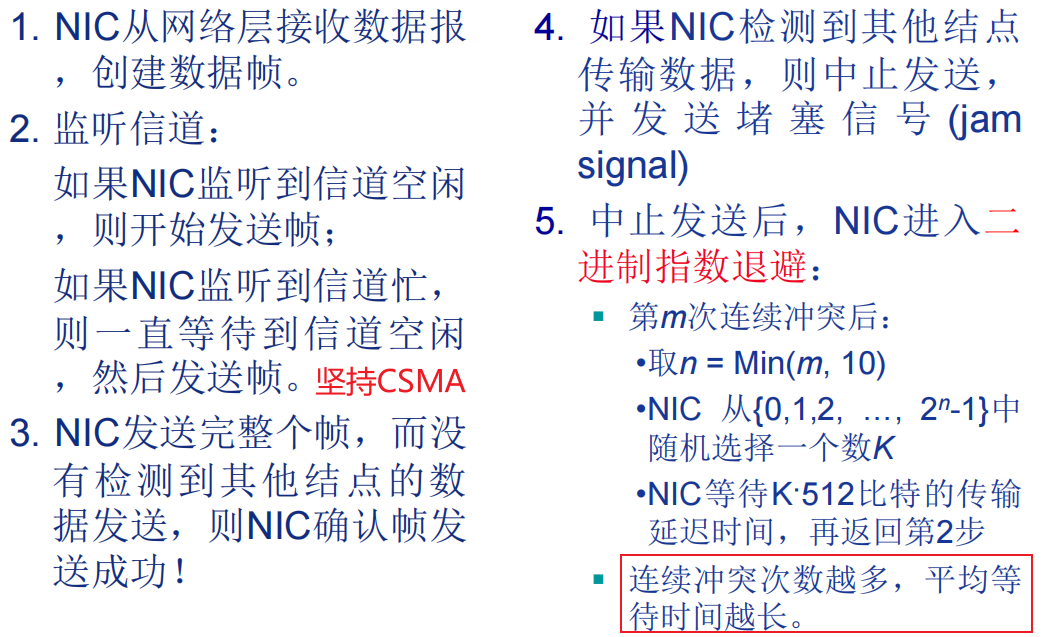 1. NIC从网络层接收数据报
，创建数据帧。
2. 监听信道：
如果NIC监听到信道空闲
，则开始发送帧；
如果NIC监听到信道忙，
则一直等待到信道空闲
，然后发送帧。坚持CSMA
3. NIC发送完整个帧，而没
有检测到其他结点的数
据发送，则NIC确认帧发
送成功！
4. 如果NIC检测到其他结点
传输数据，则中止发送，
并发送堵塞信号(jam
signal)
5. 中止发送后，NIC进入二
进制指数退避：
▪ 第m次连续冲突后：
•取n = Min(m, 10)
•NIC 从{0,1,2, …, 2ⁿ-1}中
随机选择一个数K
•NIC等待K·512比特的传输
延迟时间，再返回第2步
▪ 连续冲突次数越多，平均等
待时间越长。